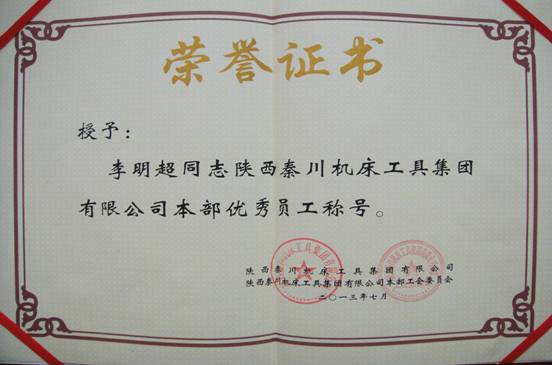 荣誉证书
授予：
李明超同志陕西秦川机床工具集团
有限公司本部优秀员工称号。
陕西秦川机床工具集团有限公司
陕西秦川机床工具集团有限公司本部工会委员会
二〇一三年七月